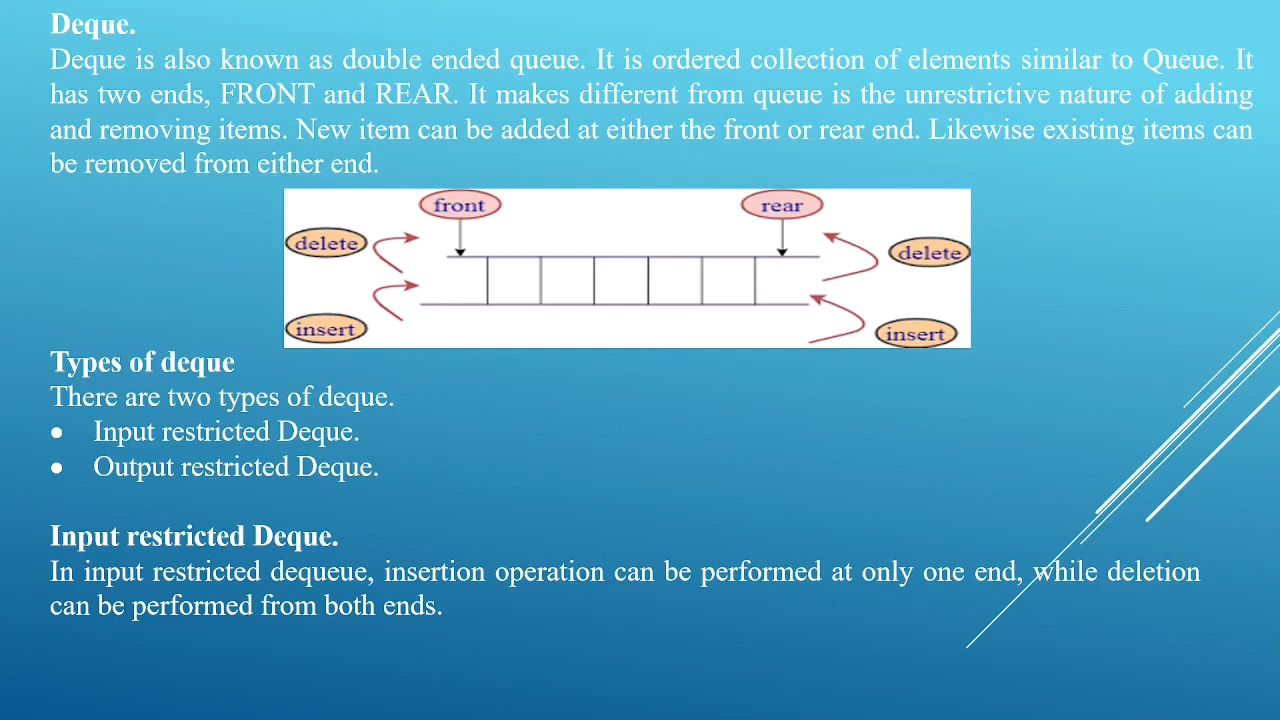 Deque.
Deque is also known as double ended queue. It is ordered collection of elements similar to Queue. It
has two ends, FRONT and REAR. It makes different from queue is the unrestrictive nature of adding
and removing items. New item can be added at either the front or rear end. Likewise existing items can
be removed from either end.
front
rear
delete
delete
insert
insert
Types of deque
There are two types of deque.
• Input restricted Deque.
• Output restricted Deque.
Input restricted Deque.
In input restricted dequeue, insertion operation can be performed at only one end, while deletion
can be performed from both ends.